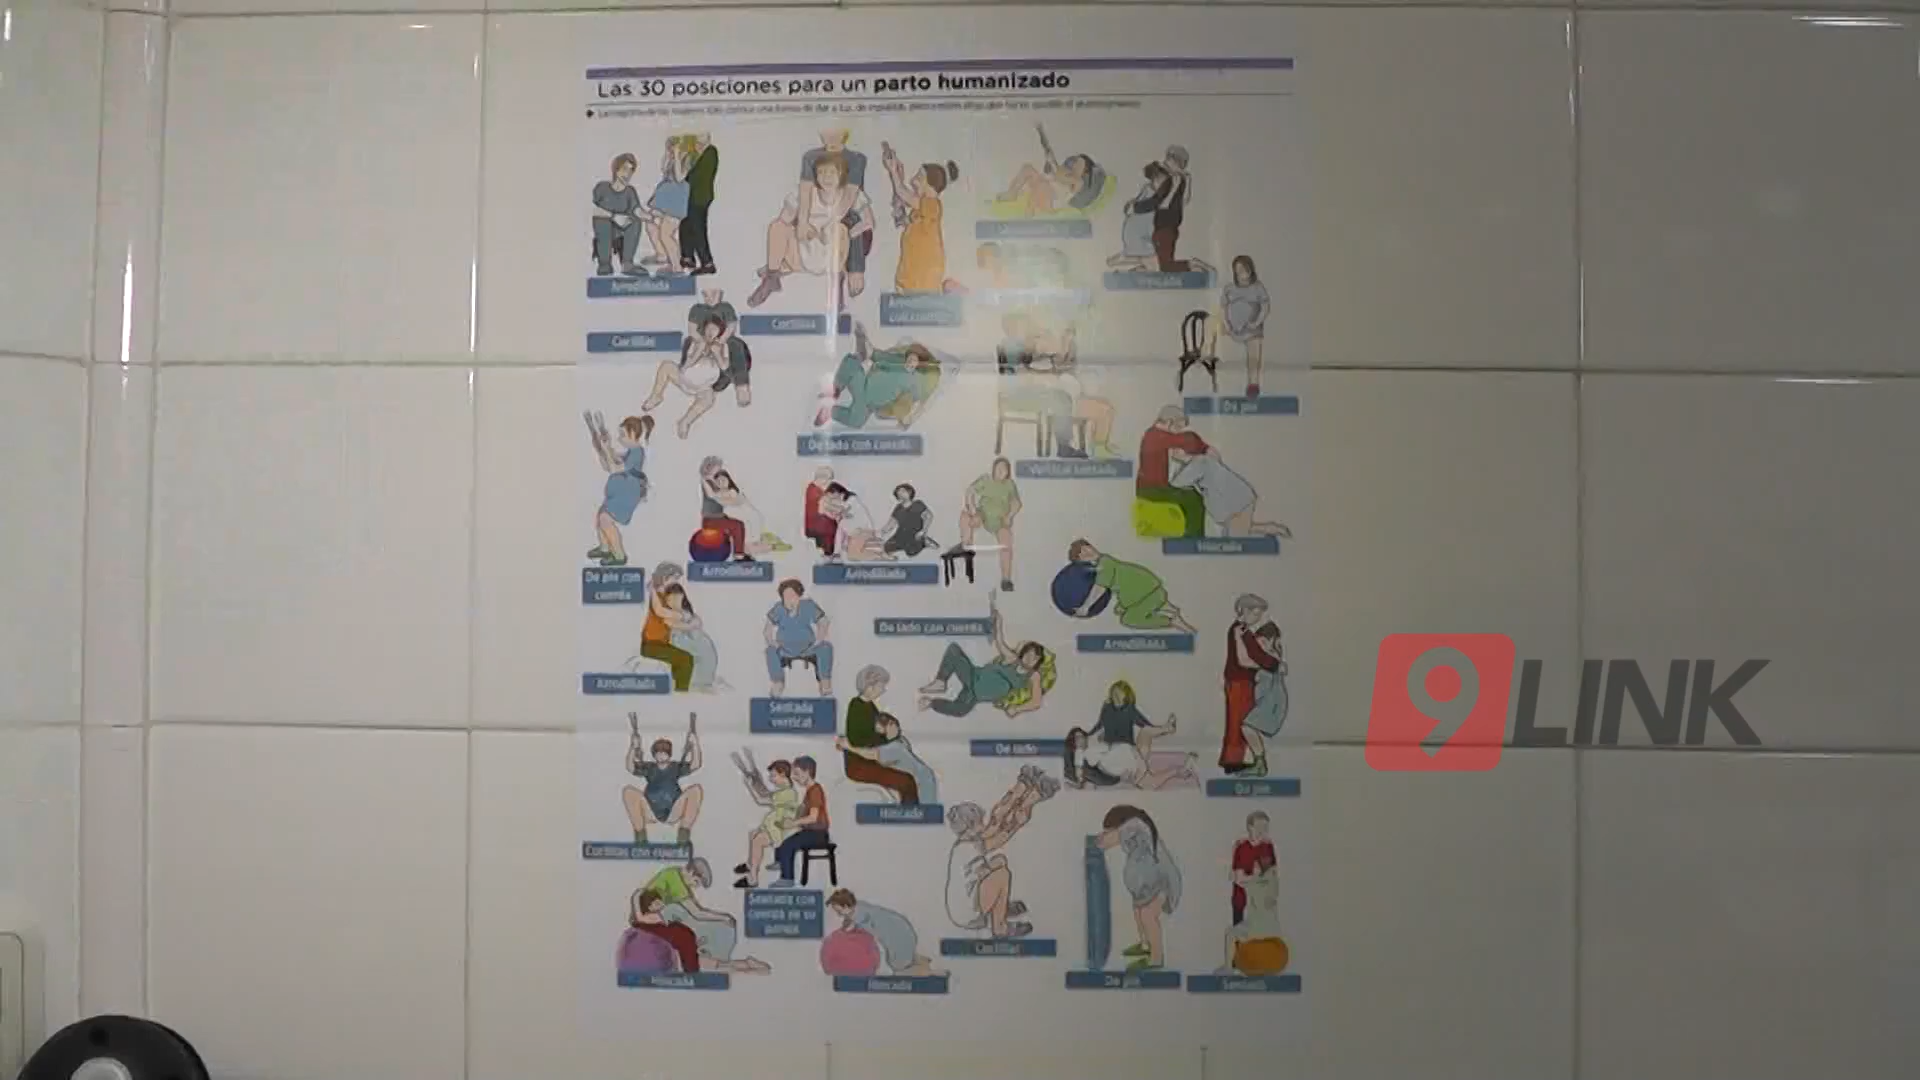 Las 30 posiciones para un parto humanizado
Arrodillada
Cuclillas
Hincada
Cuclillas
De pie
De lado con cuerda
Vertical sentada
Hincada
De pie con
cuerda
Arrodillada
Arrodillada
De lado con cuerda
Arrodillada
Arrodillada
Sentada
vertical
De lado
De pie
Hincada
Cuclillas con cuerda
Sentada con
cuerda en su
pareja
Cuclillas
Hincada
Hincada
De pie
Sentada
9 LINK